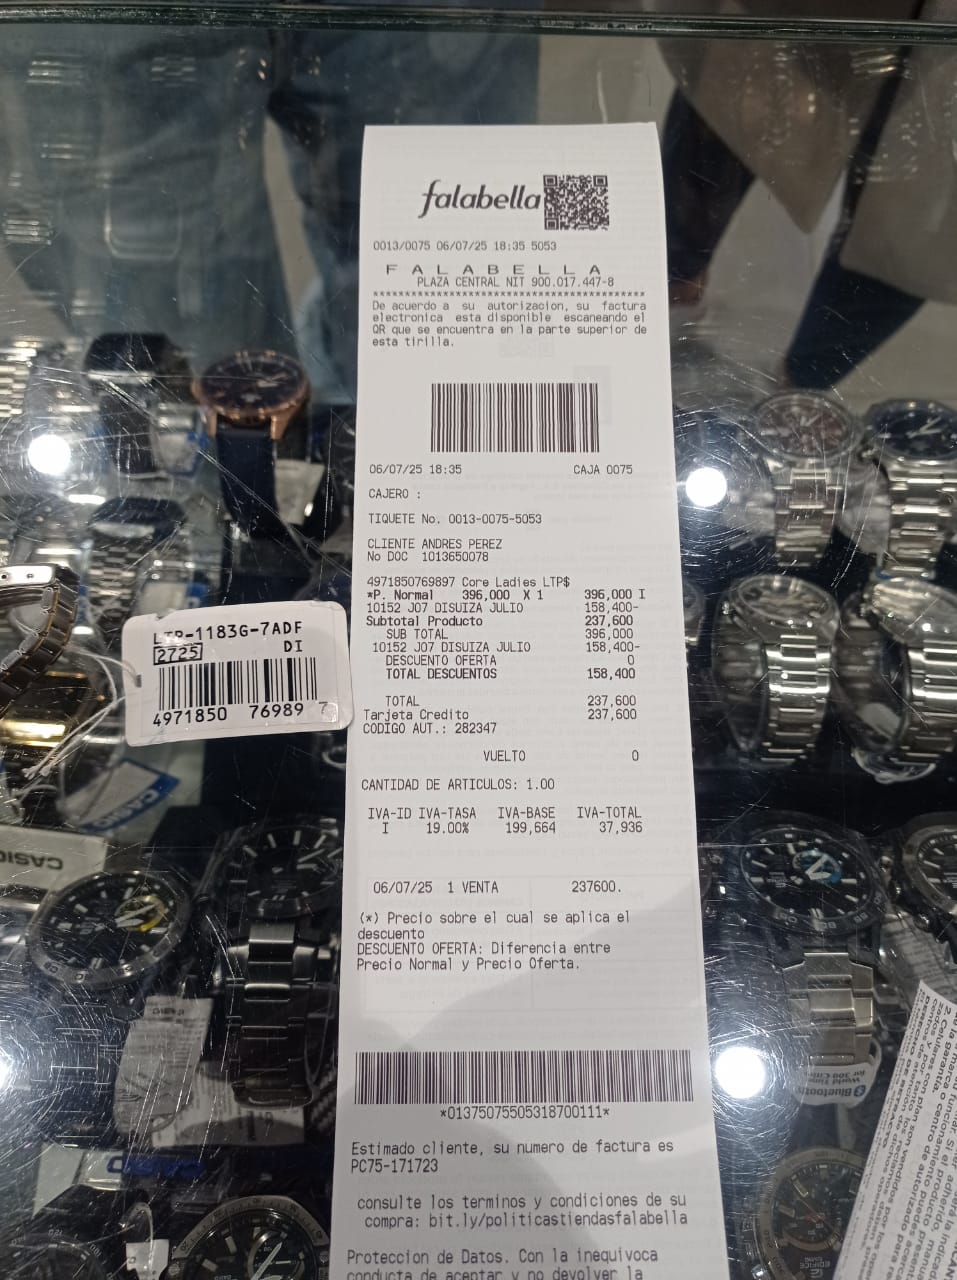 falabella
0013/0075 06/07/25 18:35 5053
F A L A B E L L A
PLAZA CENTRAL NIT 900.017.447-8
****************************************************
De acuerdo a su autorizacion, su factura
electronica esta disponible escaneando el
QR que se encuentra en la parte superior de
esta tirilla.
06/07/25 18:35 CAJA 0075
CAJERO :
TIQUETE No. 0013-0075-5053
CLIENTE ANDRES PEREZ
No DOC 1013650078
4971850769897 Core Ladies LTP$
*P. Normal 396,000 X 1 396,000 I
10152 J07 DISUIZA JULIO 158,400-
Subtotal Producto 237,600
SUB TOTAL 396,000
10152 J07 DISUIZA JULIO 158,400-
DESCUENTO OFERTA 0
TOTAL DESCUENTOS 158,400
TOTAL 237,600
Tarjeta Credito 237,600
CODIGO AUT.: 282347
VUELTO 0
CANTIDAD DE ARTICULOS: 1.00
IVA-ID IVA-TASA IVA-BASE IVA-TOTAL
I 19.00% 199,664 37,936
06/07/25 1 VENTA 237600.
(*) Precio sobre el cual se aplica el
descuento
DESCUENTO OFERTA: Diferencia entre
Precio Normal y Precio Oferta.
*01375075505318700111*
Estimado cliente, su numero de factura es
PC75-171723
consulte los terminos y condiciones de su
compra: bit.ly/politicastiendasfalabella
Proteccion de Datos. Con la inequivoca
conducta de aceptar y no devolver la
LTP-1183G-7ADF
2725 DI
4971850 76989 7
CASIO
CASIO
Bluetooth
EDIFICE